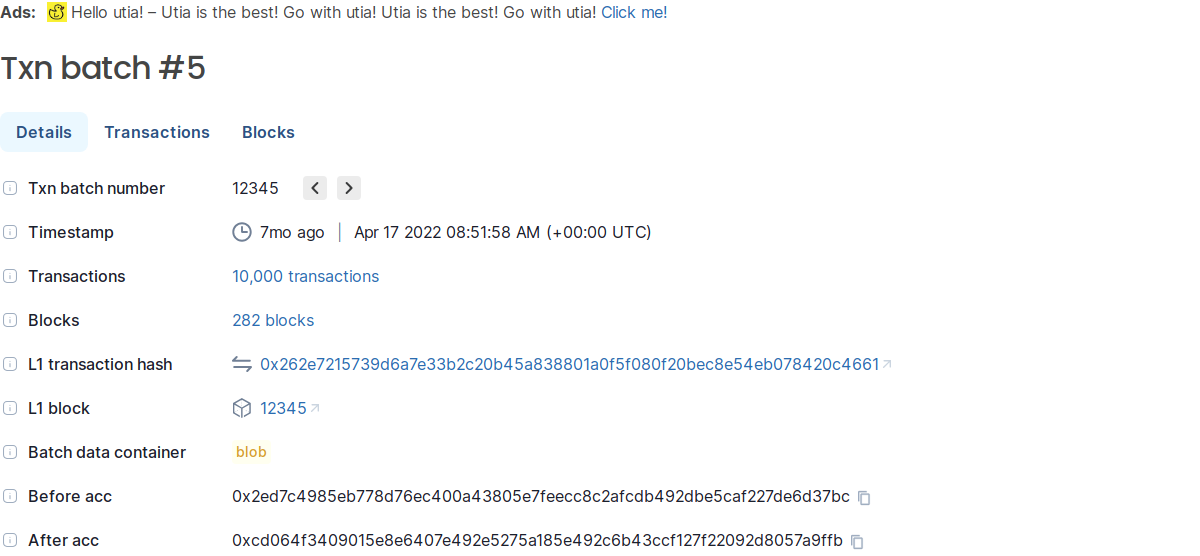 Ads: Hello utia! – Utia is the best! Go with utia! Utia is the best! Go with utia! Click me!
Txn batch #5
Details Transactions Blocks
Txn batch number 12345
Timestamp 7mo ago | Apr 17 2022 08:51:58 AM (+00:00 UTC)
Transactions 10,000 transactions
Blocks 282 blocks
L1 transaction hash 0x262e7215739d6a7e33b2c20b45a838801a0f5f080f20bec8e54eb078420c4661
L1 block 12345
Batch data container blob
Before acc 0x2ed7c4985eb778d76ec400a43805e7feecc8c2afcdb492dbe5caf227de6d37bc
After acc 0xcd064f3409015e8e6407e492e5275a185e492c6b43ccf127f22092d8057a9ffb